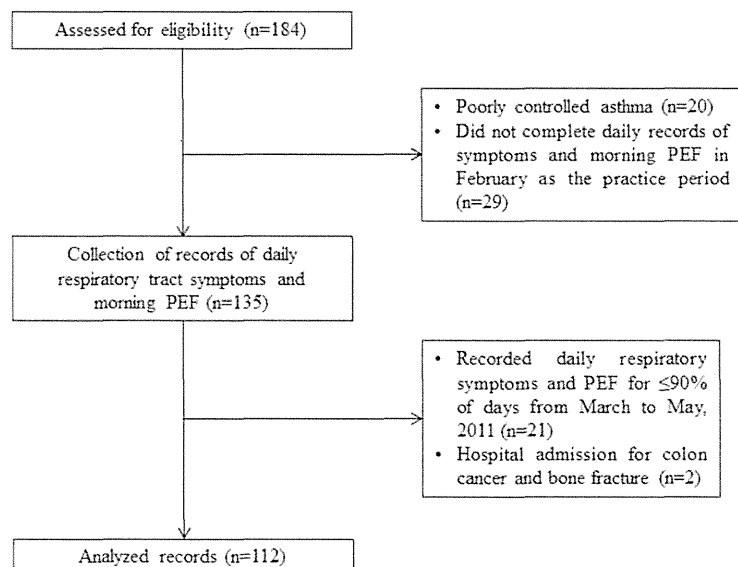 Assessed for eligibility (n=184)
• Poorly controlled asthma (n=20)
• Did not complete daily records of
symptoms and morning PEF in
February as the practice period
(n=29)
Collection of records of daily
respiratory tract symptoms and
morning PEF (n=135)
• Recorded daily respiratory
symptoms and PEF for ≤90%
of days from March to May,
2011 (n=21)
• Hospital admission for colon
cancer and bone fracture (n=2)
Analyzed records (n=112)